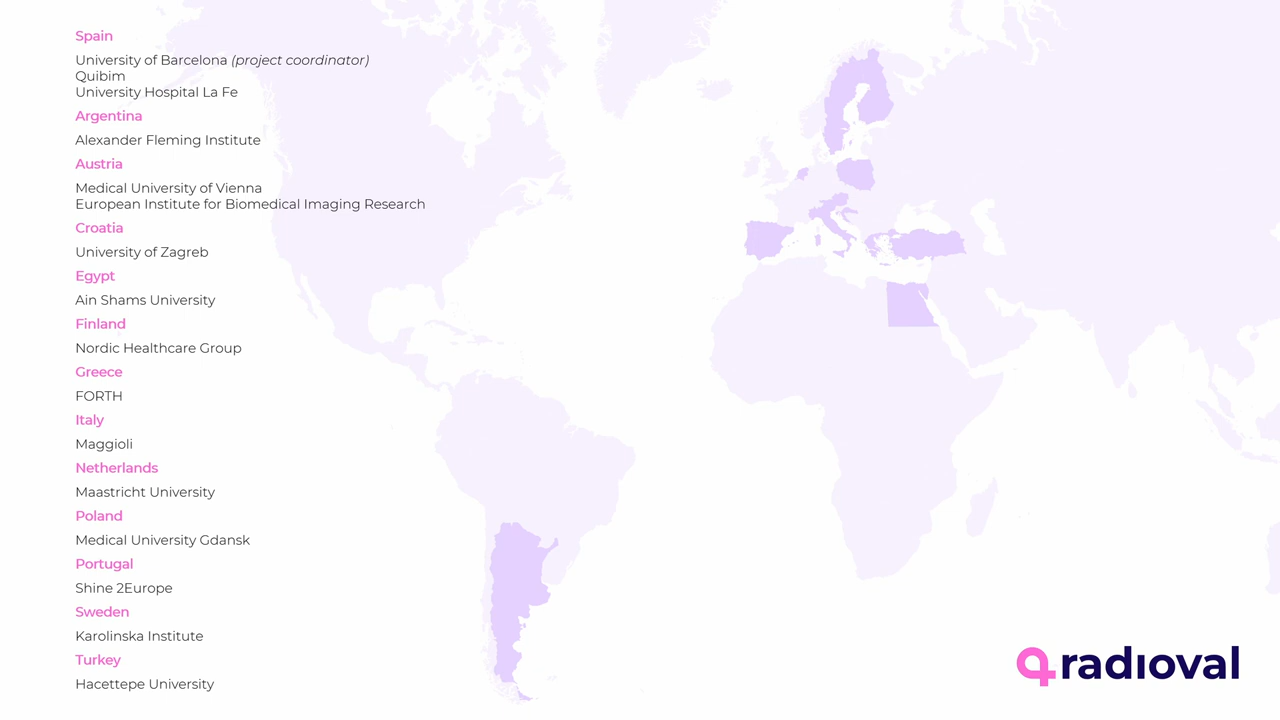 Spain
University of Barcelona (project coordinator)
Quibim
University Hospital La Fe
Argentina
Alexander Fleming Institute
Austria
Medical University of Vienna
European Institute for Biomedical Imaging Research
Croatia
University of Zagreb
Egypt
Ain Shams University
Finland
Nordic Healthcare Group
Greece
FORTH
Italy
Maggioli
Netherlands
Maastricht University
Poland
Medical University Gdansk
Portugal
Shine 2Europe
Sweden
Karolinska Institute
Turkey
Hacettepe University
radıoval